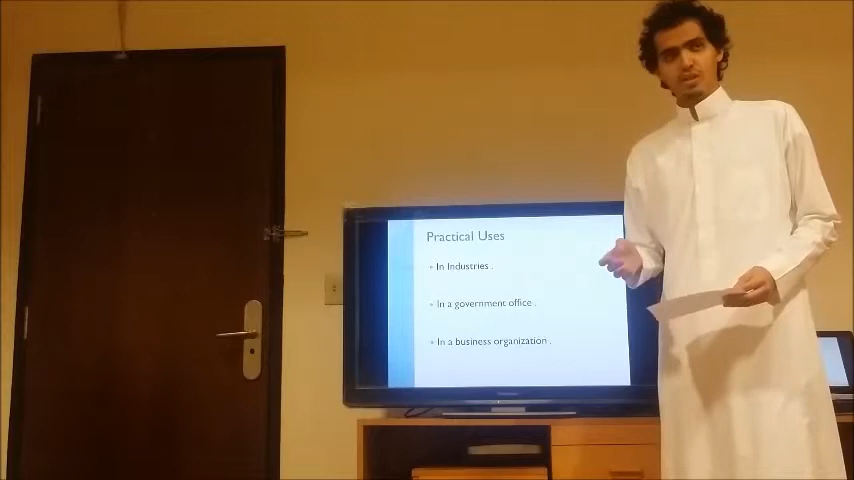 Practical Uses
In Industries .
In a government office .
In a business organization .